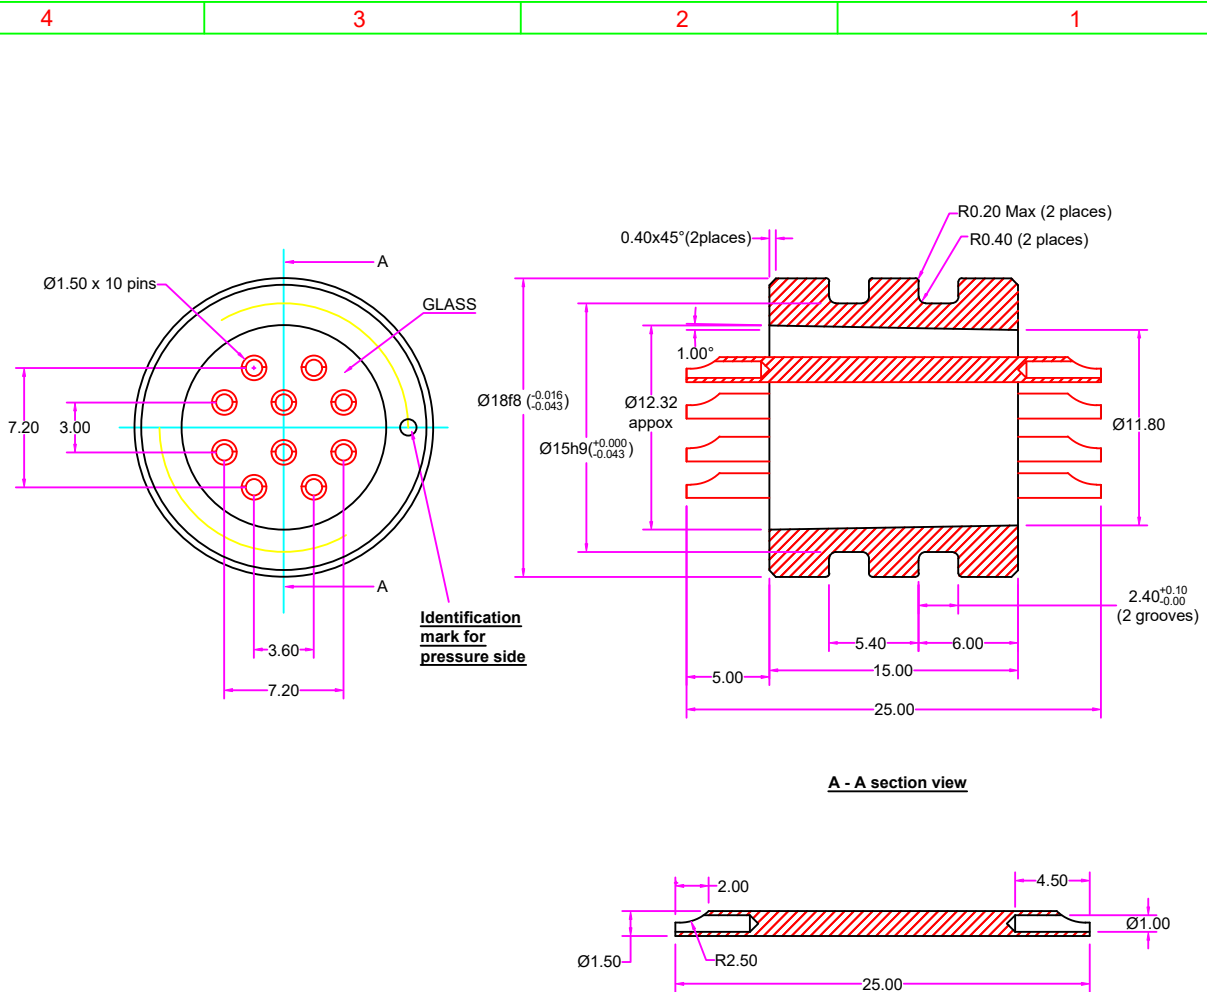 4 3 2 1
R0.20 Max (2 places)
0.40x45°(2places)
R0.40 (2 places)
A
Ø1.50 x 10 pins
GLASS
1.00°
7.20
3.00
Ø18f8 (-0.016 -0.043)
Ø12.32
appox
Ø15h9(+0.000 -0.043)
Ø11.80
A
Identification
mark for
pressure side
2.40+0.10 -0.00
(2 grooves)
3.60
5.40
6.00
7.20
5.00
15.00
25.00
A - A section view
2.00
4.50
Ø1.00
Ø1.50
R2.50
25.00